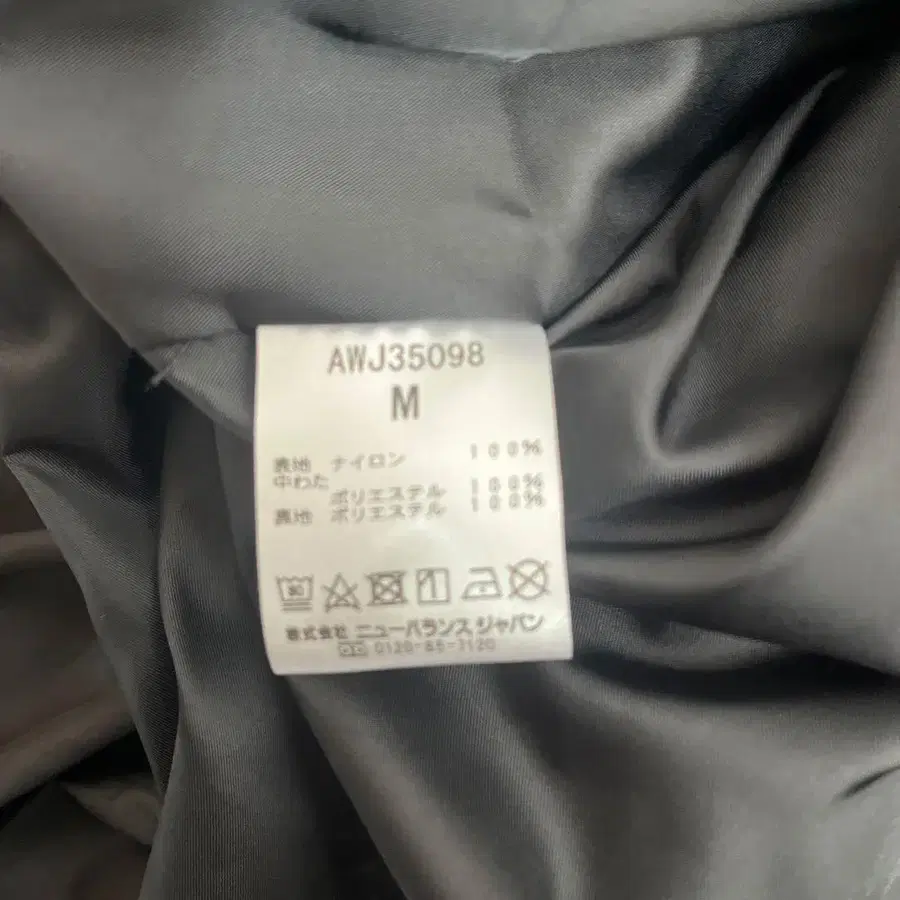 AWJ35098
M
表地 ナイロン 100%
中わた
ポリエステル 100%
裏地 ポリエステル 100%
株式会社 ニューバランス ジャパン
0120-85-7120